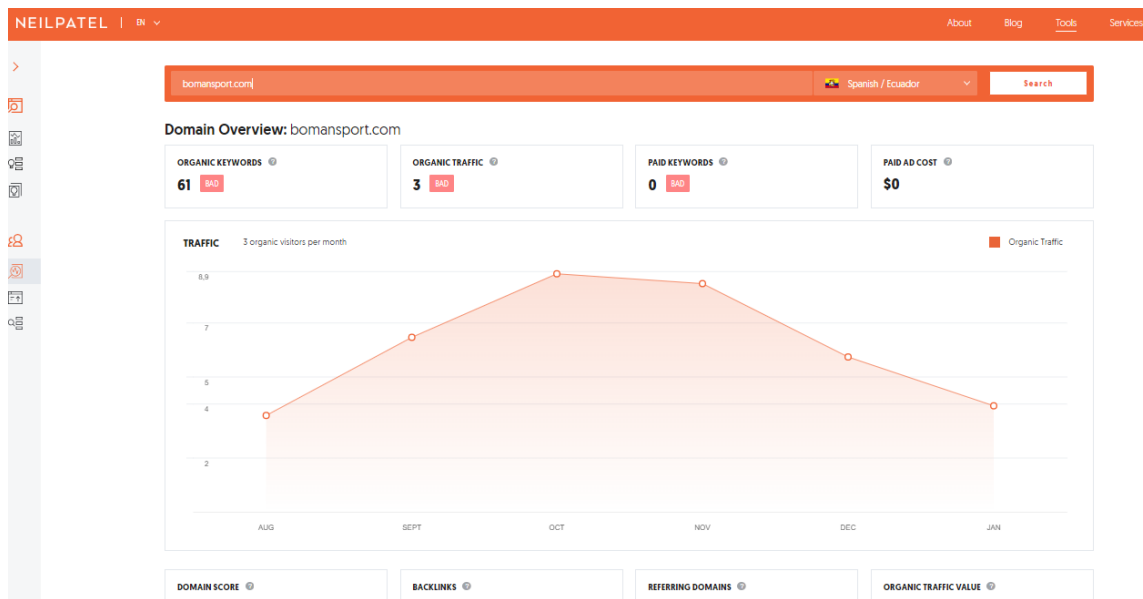 NEILPATEL | EN About Blog Tools Services
bomansport.com Spanish / Ecuador Search
Domain Overview: bomansport.com
ORGANIC KEYWORDS ORGANIC TRAFFIC PAID KEYWORDS PAID AD COST
61 BAD 3 BAD 0 BAD $0
TRAFFIC 3 organic visitors per month Organic Traffic
8,9
7
5
4
2
AUG SEPT OCT NOV DEC JAN
DOMAIN SCORE BACKLINKS REFERRING DOMAINS ORGANIC TRAFFIC VALUE